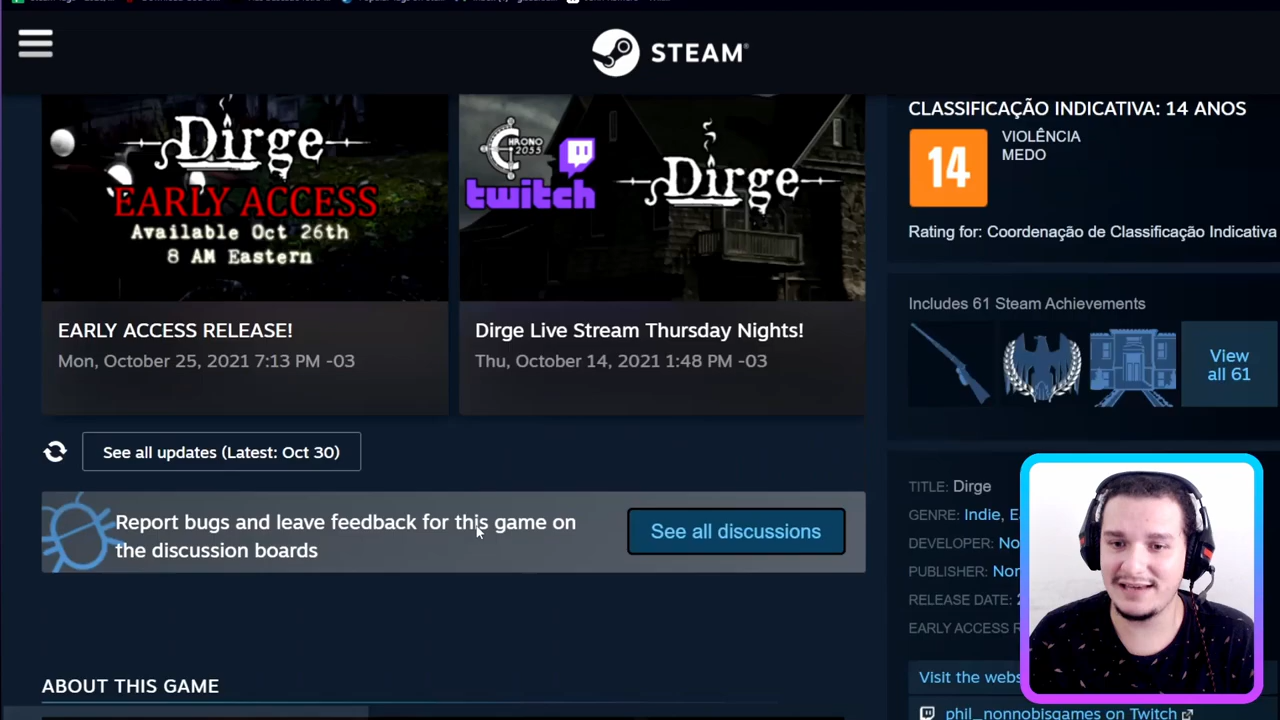 STEAM
Dirge
EARLY ACCESS
Available Oct 26th
8 AM Eastern
EARLY ACCESS RELEASE!
Mon, October 25, 2021 7:13 PM -03
CHRONO
2055
twitch
Dirge
Dirge Live Stream Thursday Nights!
Thu, October 14, 2021 1:48 PM -03
See all updates (Latest: Oct 30)
Report bugs and leave feedback for this game on
the discussion boards
See all discussions
ABOUT THIS GAME
CLASSIFICAÇÃO INDICATIVA: 14 ANOS
14
VIOLÊNCIA
MEDO
Rating for: Coordenação de Classificação Indicativa
Includes 61 Steam Achievements
View
all 61
TITLE: Dirge
GENRE: Indie, E
DEVELOPER: No
PUBLISHER: Non
RELEASE DATE: 2
EARLY ACCESS R
Visit the webs
phil_nonnobisgames on Twitch